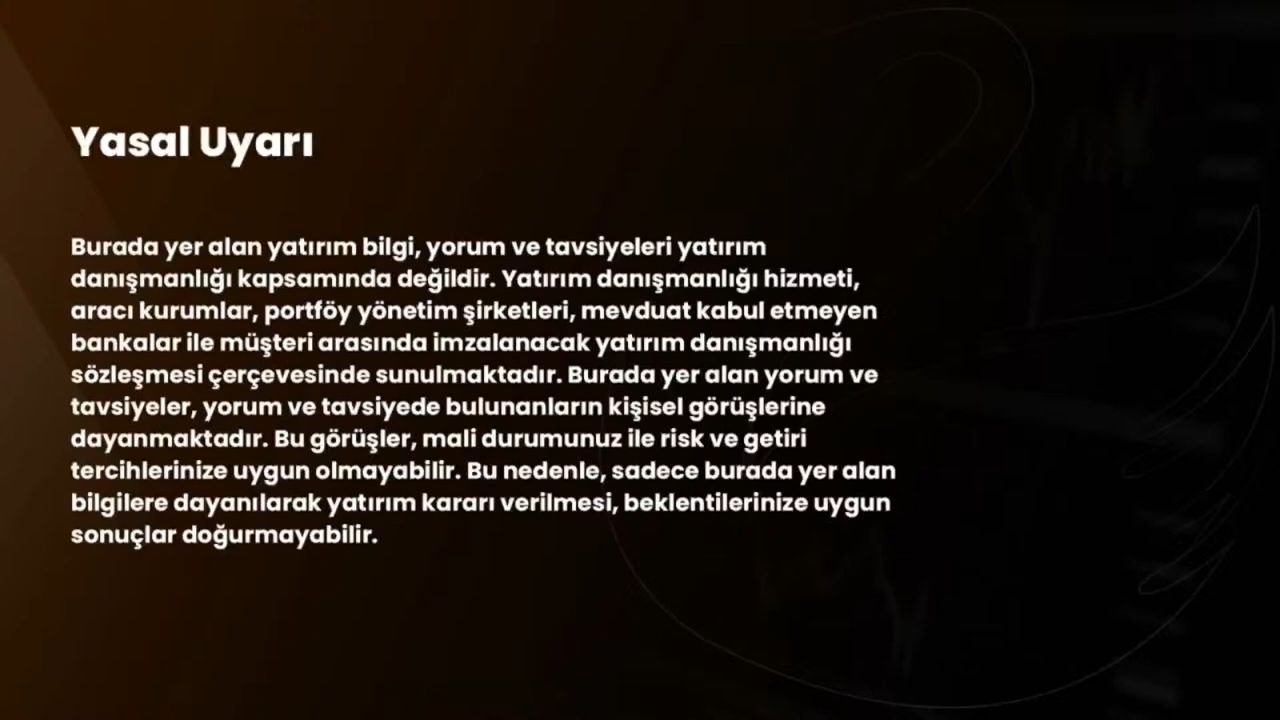 Yasal Uyarı
Burada yer alan yatırım bilgi, yorum ve tavsiyeleri yatırım
danışmanlığı kapsamında değildir. Yatırım danışmanlığı hizmeti,
aracı kurumlar, portföy yönetim şirketleri, mevduat kabul etmeyen
bankalar ile müşteri arasında imzalanacak yatırım danışmanlığı
sözleşmesi çerçevesinde sunulmaktadır. Burada yer alan yorum ve
tavsiyeler, yorum ve tavsiyede bulunanların kişisel görüşlerine
dayanmaktadır. Bu görüşler, mali durumunuz ile risk ve getiri
tercihlerinize uygun olmayabilir. Bu nedenle, sadece burada yer alan
bilgilere dayanılarak yatırım kararı verilmesi, beklentilerinize uygun
sonuçlar doğurmayabilir.